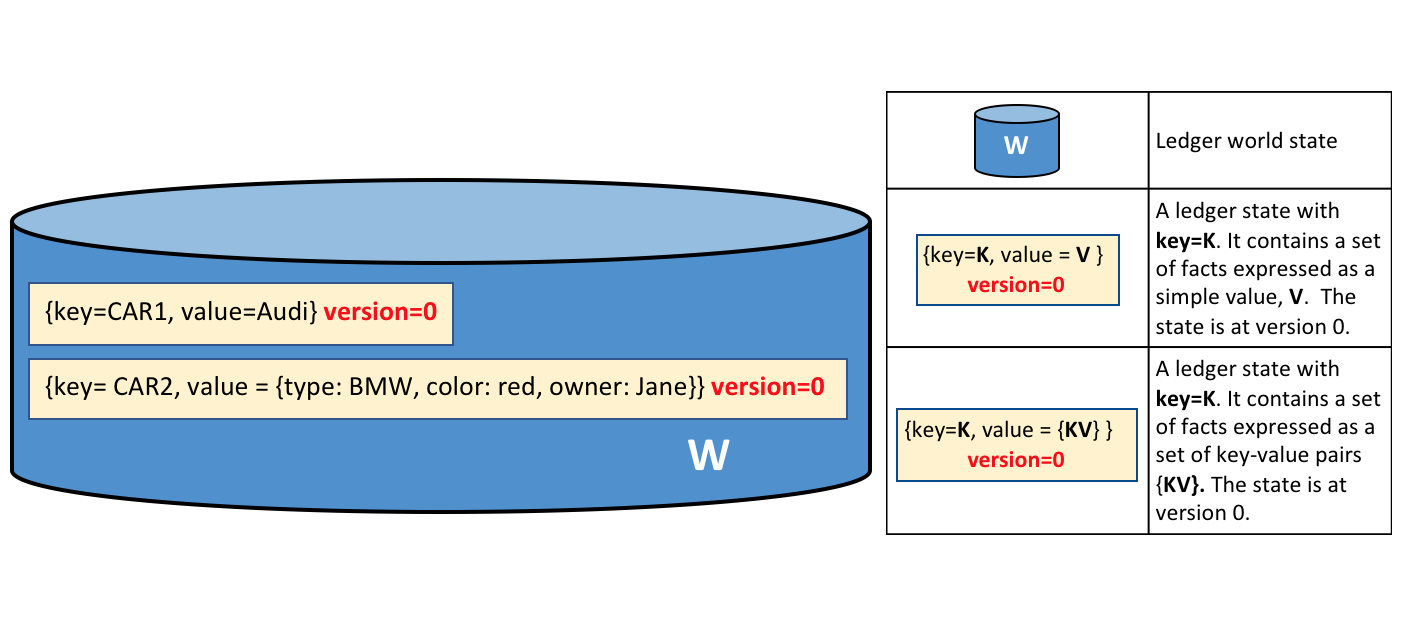 {key=CAR1, value=Audi} version=0
{key= CAR2, value = {type: BMW, color: red, owner: Jane}} version=0
W
W
Ledger world state
{key=K, value = V }
version=0
A ledger state with
key=K. It contains a set
of facts expressed as a
simple value, V.  The
state is at version 0.
{key=K, value = {KV} }
version=0
A ledger state with
key=K. It contains a set
of facts expressed as a
set of key-value pairs
{KV}. The state is at
version 0.